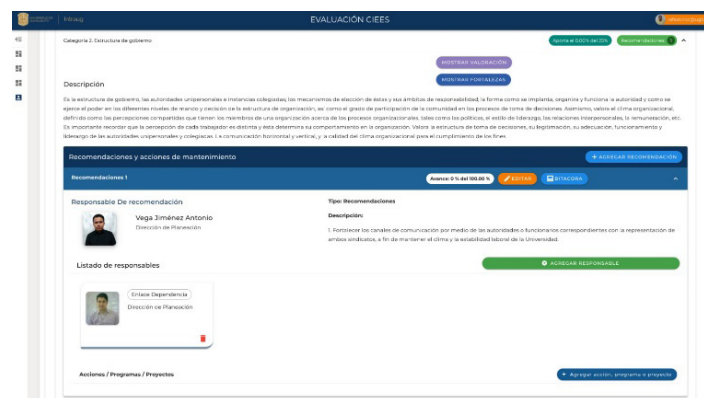 Intraug
EVALUACIÓN CIEES
Categoría 2. Estructura de gobierno
Aporta el 0.00% del 20%
Recomendaciones
MOSTRAR VALORACIÓN
MOSTRAR FORTALEZAS
Descripción
Es la estructura de gobierno, las autoridades unipersonales e instancias colegiadas, los mecanismos de elección de éstas y sus ámbitos de responsabilidad, la forma como se implanta, organiza y funciona la autoridad y como se
ejerce el poder en los diferentes niveles de mando y decisión de la estructura de organización, así como el grado de participación de la comunidad en los procesos de toma de decisiones. Asimismo, valora el clima organizacional,
definido como las percepciones compartidas que tienen los miembros de una organización acerca de los procesos organizacionales, tales como las políticas, el estilo de liderazgo, las relaciones interpersonales, la remuneración, etc.
Es importante recordar que la percepción de cada trabajador es distinta y ésta determina su comportamiento en la organización. Valora la estructura de toma de decisiones, su legitimación, su adecuación, funcionamiento y
liderazgo de las autoridades unipersonales y colegiadas. La comunicación horizontal y vertical, y la calidad del clima organizacional para el cumplimiento de los fines.
Recomendaciones y acciones de mantenimiento
+ AGREGAR RECOMENDACIÓN
Recomendaciones 1
Avance: 0 % del 100.00 %
EDITAR
BITÁCORA
Responsable De recomendación
Vega Jiménez Antonio
Dirección de Planeación
Tipo: Recomendaciones
Descripción:
1. Fortalecer los canales de comunicación por medio de las autoridades o funcionarios correspondientes con la representación de
ambos sindicatos, a fin de mantener el clima y la estabilidad laboral de la Universidad.
Listado de responsables
AGREGAR RESPONSABLE
Enlace Dependencia
Dirección de Planeación
Acciones / Programas / Proyectos
+ Agregar acción, programa o proyecto